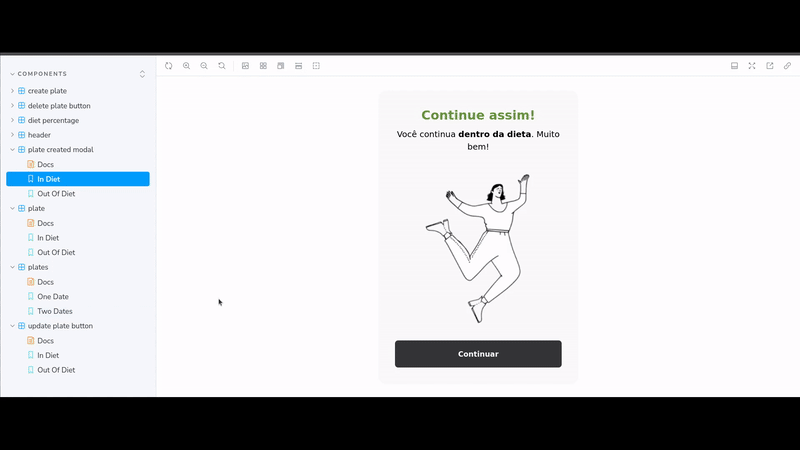 COMPONENTS
create plate
delete plate button
diet percentage
header
plate created modal
Docs
In Diet
Out Of Diet
plate
Docs
In Diet
Out Of Diet
plates
Docs
One Date
Two Dates
update plate button
Docs
In Diet
Out Of Diet
Continue assim!
Você continua dentro da dieta. Muito
bem!
Continuar